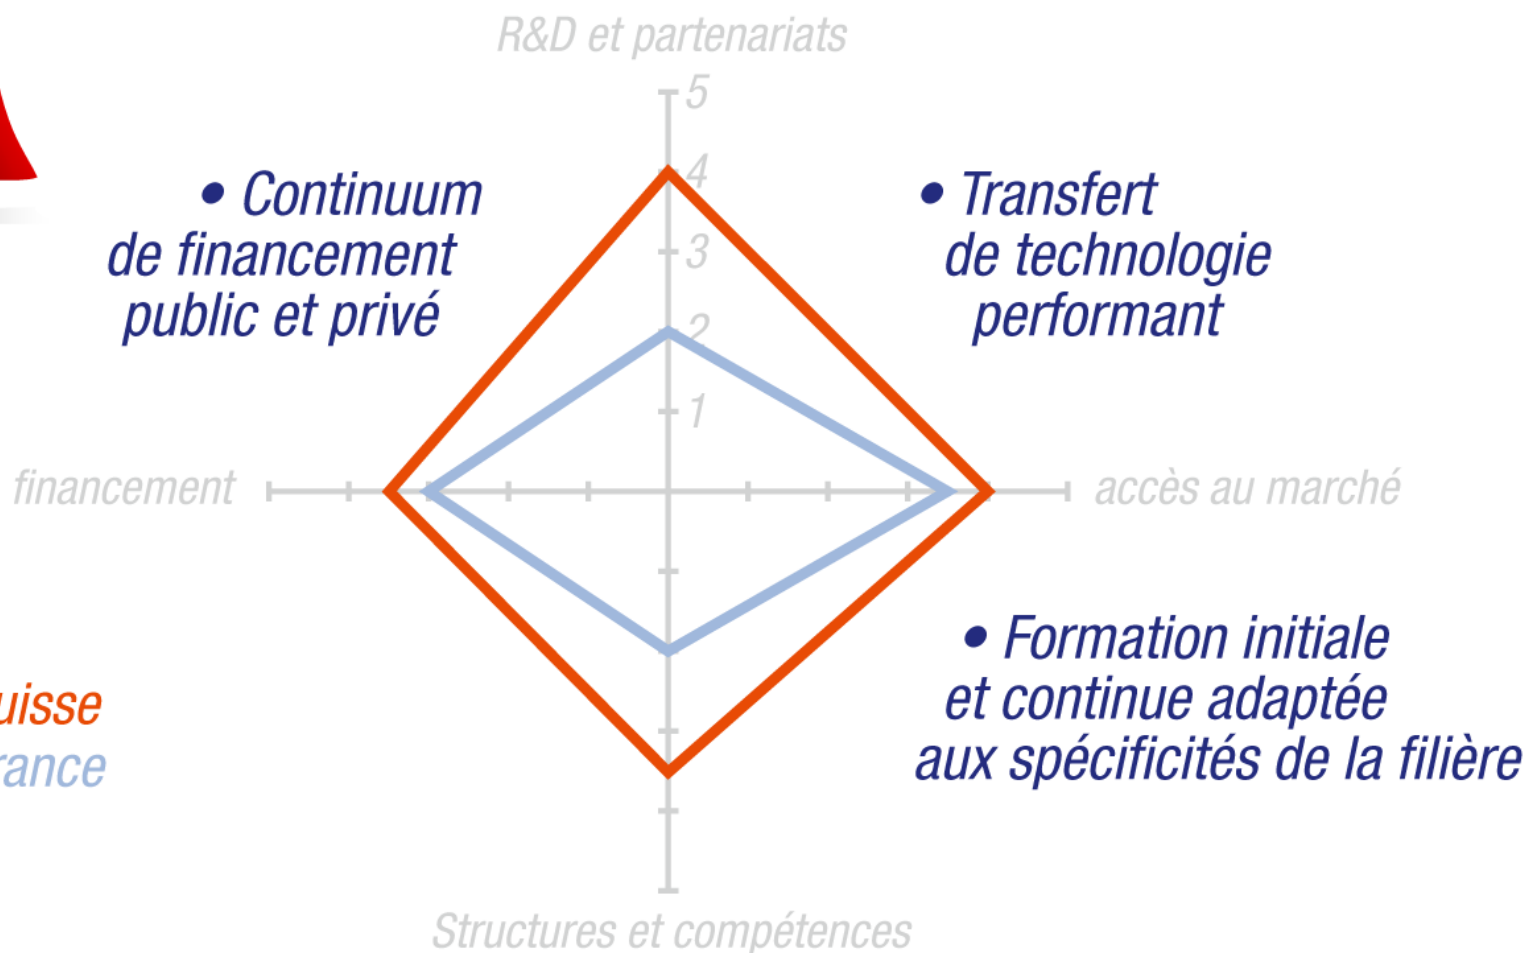 R&D et partenariats
5
4
3
2
1
• Continuum
de financement
public et privé
• Transfert
de technologie
performant
financement
accès au marché
• Formation initiale
et continue adaptée
aux spécificités de la filière
uisse
rance
Structures et compétences